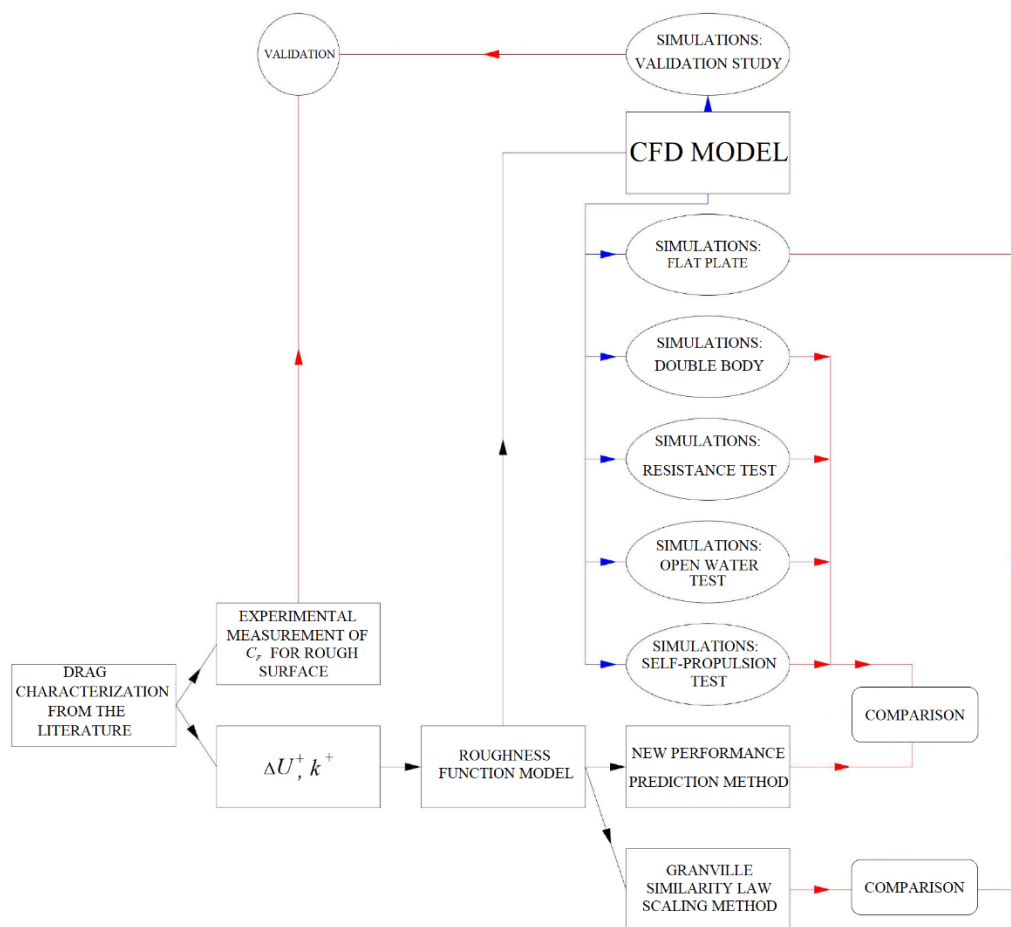 VALIDATION
SIMULATIONS:
VALIDATION STUDY
CFD MODEL
SIMULATIONS:
FLAT PLATE
SIMULATIONS:
DOUBLE BODY
SIMULATIONS:
RESISTANCE TEST
SIMULATIONS:
OPEN WATER
TEST
EXPERIMENTAL
MEASUREMENT OF
C_F FOR ROUGH
SURFACE
SIMULATIONS:
SELF-PROPULSION
TEST
DRAG
CHARACTERIZATION
FROM THE
LITERATURE
COMPARISON
ΔU⁺, k⁺
ROUGHNESS
FUNCTION MODEL
NEW PERFORMANCE
PREDICTION METHOD
GRANVILLE
SIMILARITY LAW
SCALING METHOD
COMPARISON